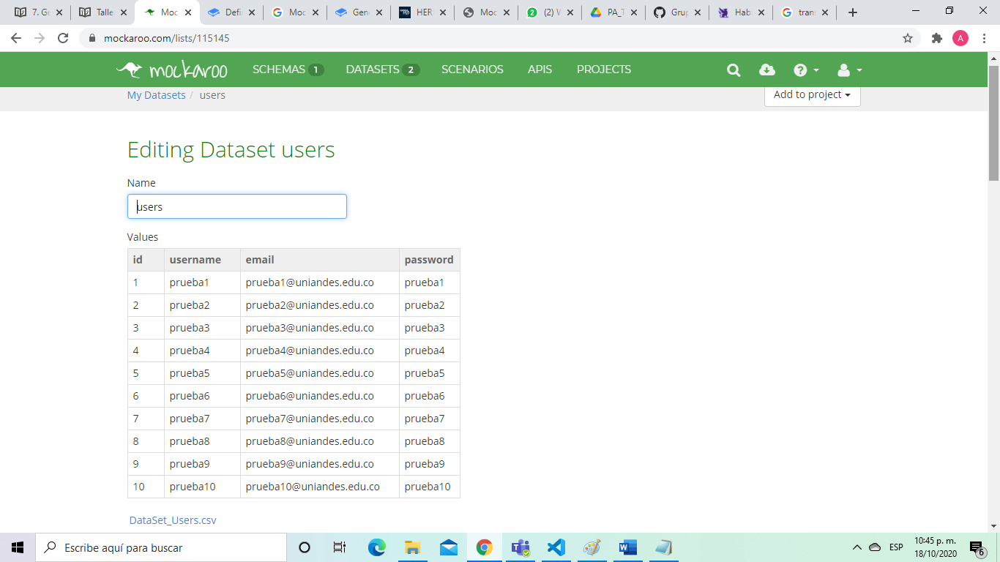 7. Ge
Talle
Moc
Defi
Moc
Gene
HER
Moc
(2) W
PA_T
Grup
Hab
tran
mockaroo.com/lists/115145
A
mockaroo SCHEMAS 1 DATASETS 2 SCENARIOS APIS PROJECTS
My Datasets / users Add to project
Editing Dataset users
Name
users
Values
id username email password
1 prueba1 prueba1@uniandes.edu.co prueba1
2 prueba2 prueba2@uniandes.edu.co prueba2
3 prueba3 prueba3@uniandes.edu.co prueba3
4 prueba4 prueba4@uniandes.edu.co prueba4
5 prueba5 prueba5@uniandes.edu.co prueba5
6 prueba6 prueba6@uniandes.edu.co prueba6
7 prueba7 prueba7@uniandes.edu.co prueba7
8 prueba8 prueba8@uniandes.edu.co prueba8
9 prueba9 prueba9@uniandes.edu.co prueba9
10 prueba10 prueba10@uniandes.edu.co prueba10
DataSet_Users.csv
Escribe aquí para buscar
ESP
10:45 p. m.
18/10/2020
6